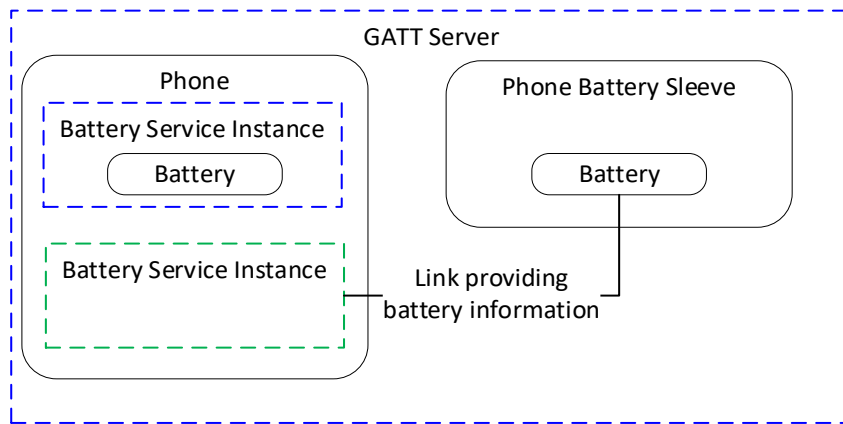 GATT Server
Phone
Battery Service Instance
Battery
Battery Service Instance
Phone Battery Sleeve
Battery
Link providing
battery information